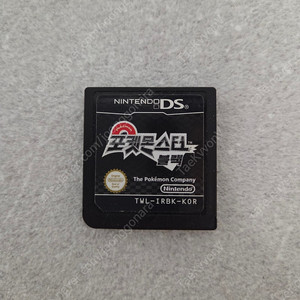 NINTENDO DS
포켓몬스터
블랙
The Pokémon Company
Nintendo
TWL-IRBK-KOR